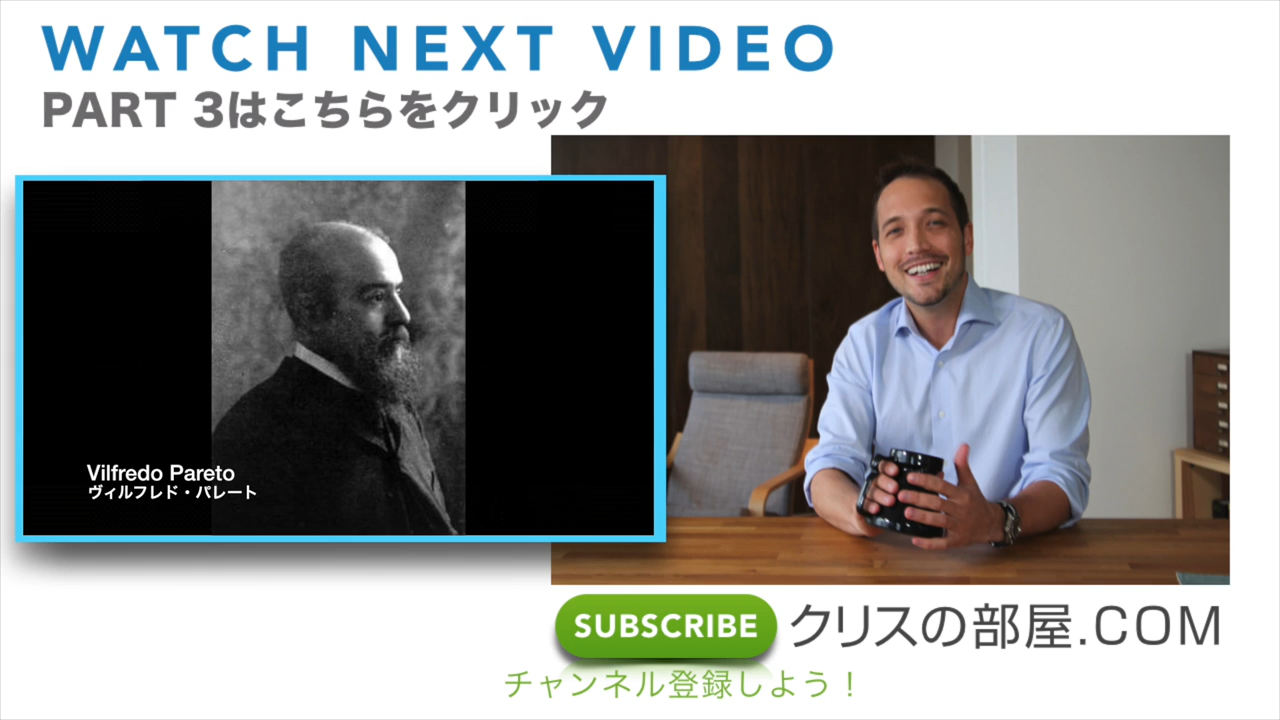 WATCH NEXT VIDEO
PART 3はこちらをクリック
Vilfredo Pareto
ヴィルフレド・パレート
SUBSCRIBE クリスの部屋.COM
チャンネル登録しよう！